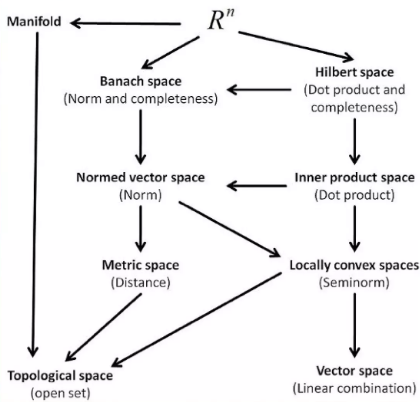 Manifold
Rⁿ
Banach space
(Norm and completeness)
Hilbert space
(Dot product and
completeness)
Normed vector space
(Norm)
Inner product space
(Dot product)
Metric space
(Distance)
Locally convex spaces
(Seminorm)
Topological space
(open set)
Vector space
(Linear combination)